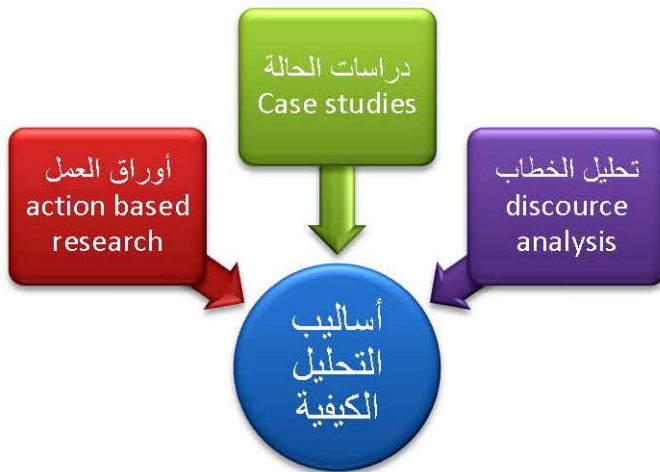 دراسات الحالة
Case studies
تحليل الخطاب
discource
analysis
أوراق العمل
action based
research
أساليب
التحليل
الكيفية